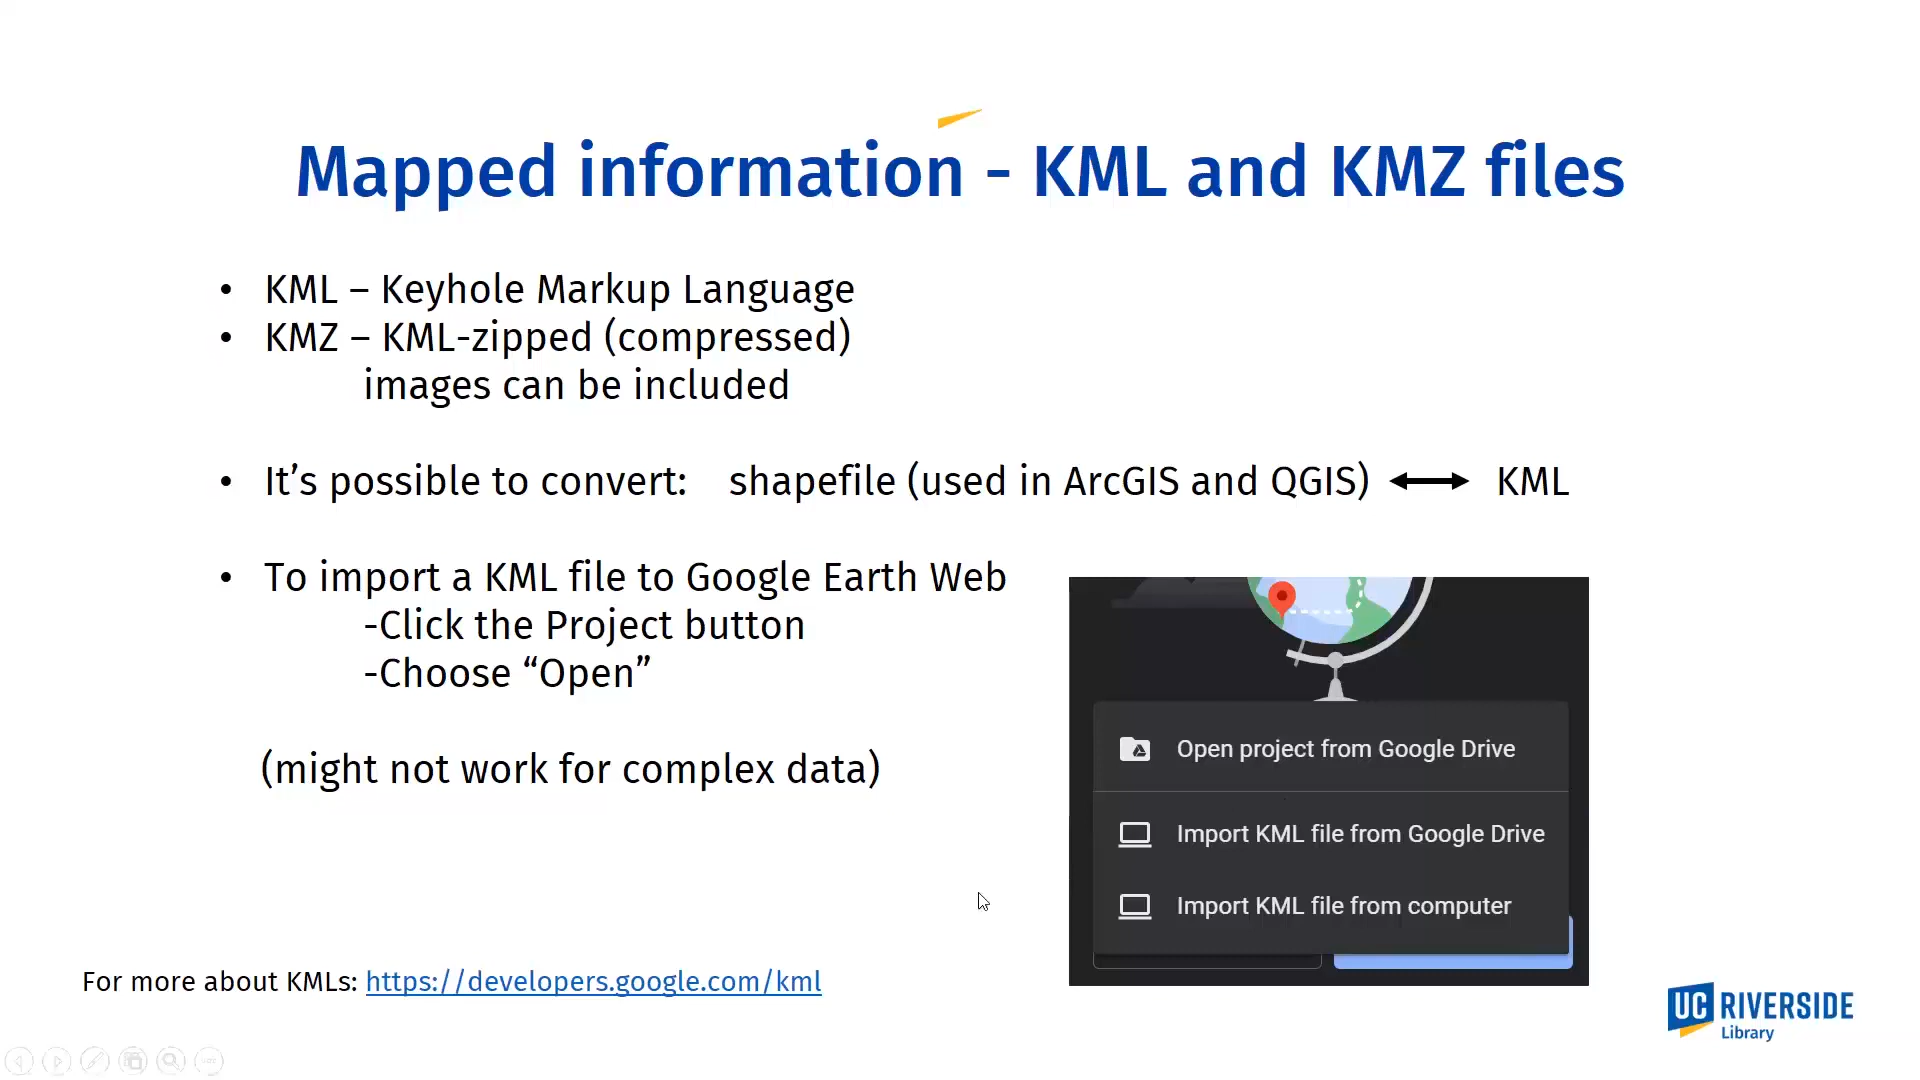 Mapped information - KML and KMZ files
• KML – Keyhole Markup Language
• KMZ – KML-zipped (compressed)
images can be included
• It’s possible to convert: shapefile (used in ArcGIS and QGIS) ⟷ KML
• To import a KML file to Google Earth Web
-Click the Project button
-Choose “Open”
(might not work for complex data)
Open project from Google Drive
Import KML file from Google Drive
Import KML file from computer
For more about KMLs: https://developers.google.com/kml
UC RIVERSIDE
Library